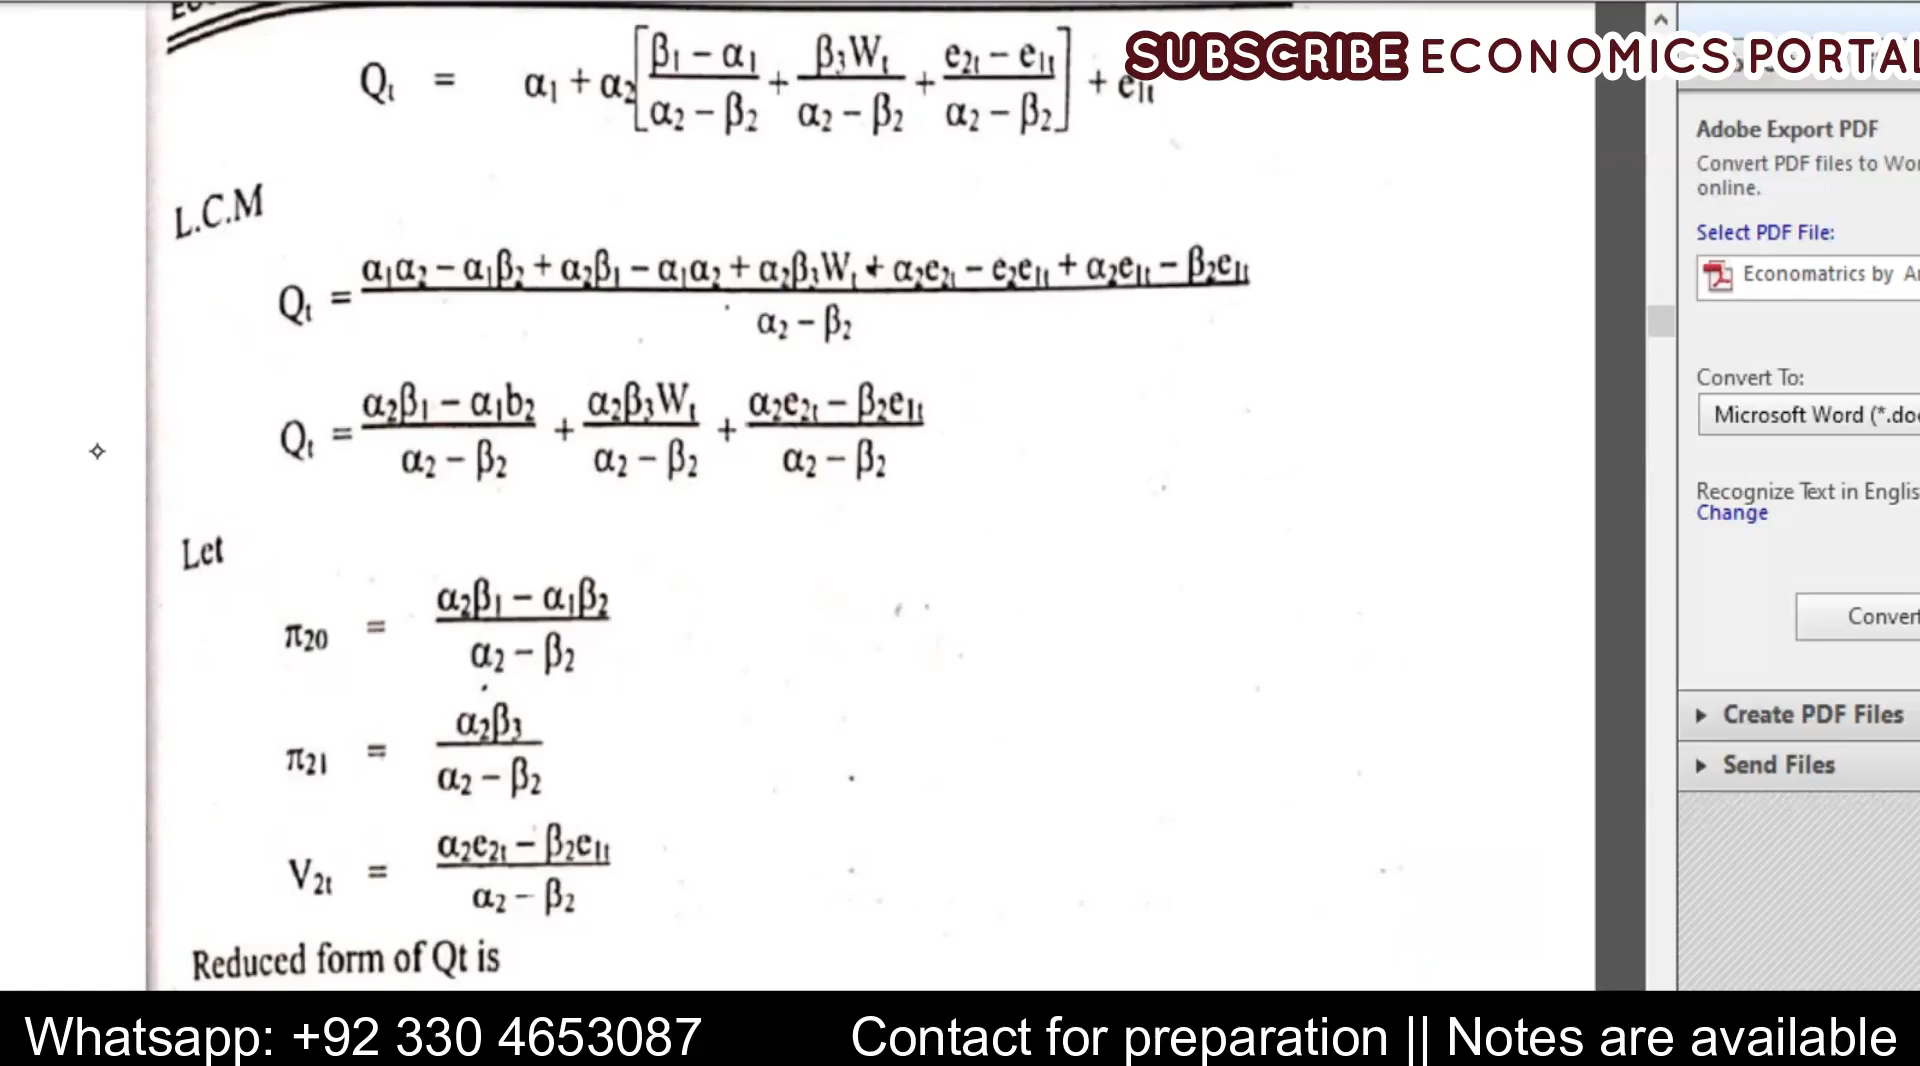 SUBSCRIBE ECONOMICS PORTAL
Qt = α1 + α2[(β1 − α1)/(α2 − β2) + β3Wt/(α2 − β2) + (e2t − e1t)/(α2 − β2)] + e1t
L.C.M
Qt = (α1α2 − α1β2 + α2β1 − α1α2 + α2β3Wt + α2e2t − e2e1t + α2e1t − β2e1t)/(α2 − β2)
Qt = (α2β1 − α1b2)/(α2 − β2) + α2β3Wt/(α2 − β2) + (α2e2t − β2e1t)/(α2 − β2)
Let
π20 = (α2β1 − α1β2)/(α2 − β2)
π21 = α2β3/(α2 − β2)
V2t = (α2e2t − β2e1t)/(α2 − β2)
Reduced form of Qt is
Adobe Export PDF
Convert PDF files to Wor
online.
Select PDF File:
Econometrics by Ar
Convert To:
Microsoft Word (*.doc
Recognize Text in Englis
Change
Convert
Create PDF Files
Send Files
Whatsapp: +92 330 4653087 Contact for preparation || Notes are available